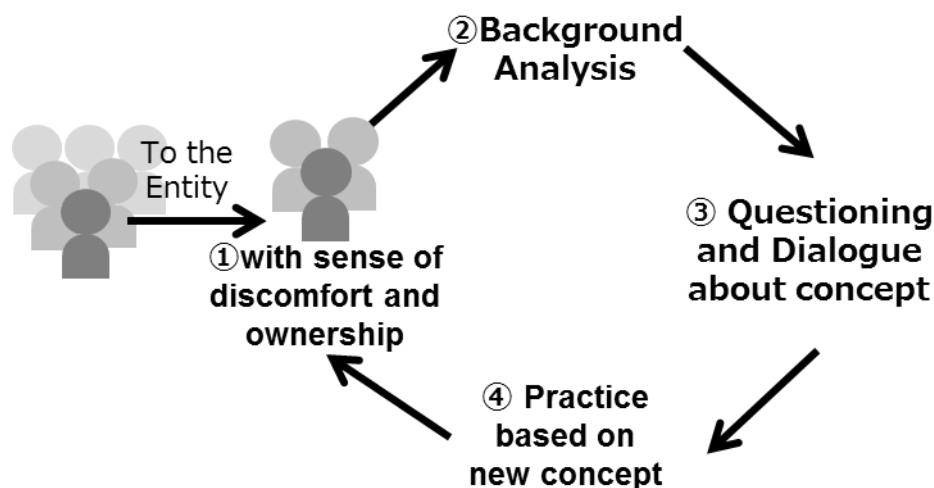 ②Background
Analysis
To the
Entity
①with sense of
discomfort and
ownership
③ Questioning
and Dialogue
about concept
④ Practice
based on
new concept